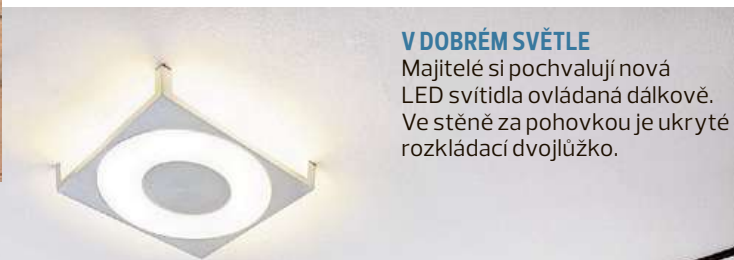 V DOBRÉM SVĚTLE
Majitelé si pochvalují nová
LED svítidla ovládaná dálkově.
Ve stěně za pohovkou je ukryté
rozkládací dvojlůžko.